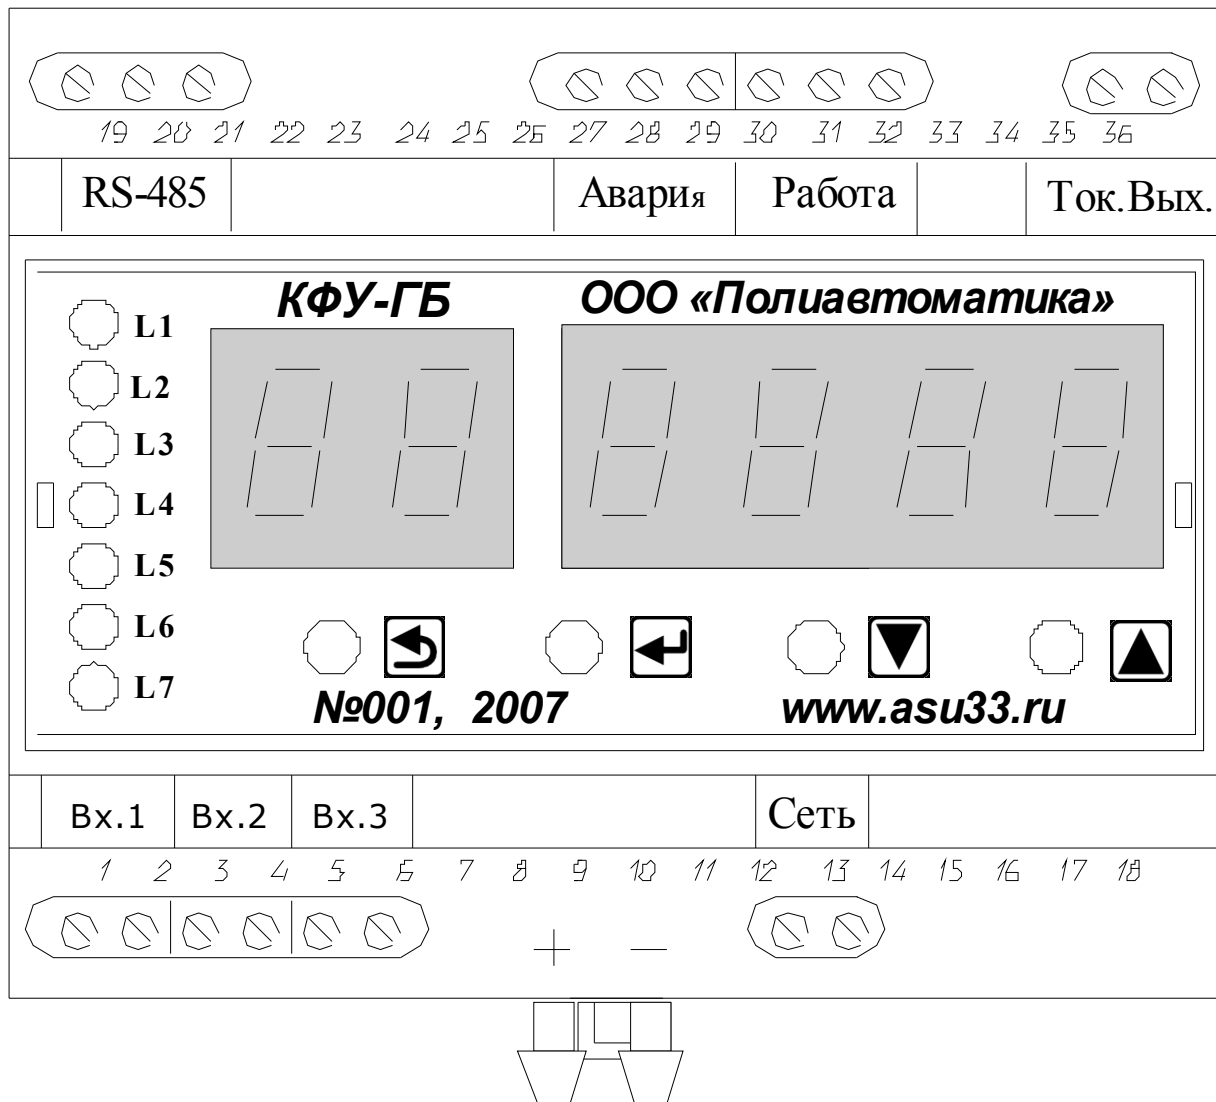 19 20 21 22 23 24 25 26 27 28 29 30 31 32 33 34 35 36
RS-485 Авария Работа Ток.Вых.
КФУ-ГБ ООО «Полиавтоматика»
L1
L2
L3
L4
L5
L6
L7
№001, 2007 www.asu33.ru
Вх.1 Вх.2 Вх.3 Сеть
1 2 3 4 5 6 7 8 9 10 11 12 13 14 15 16 17 18
+ −